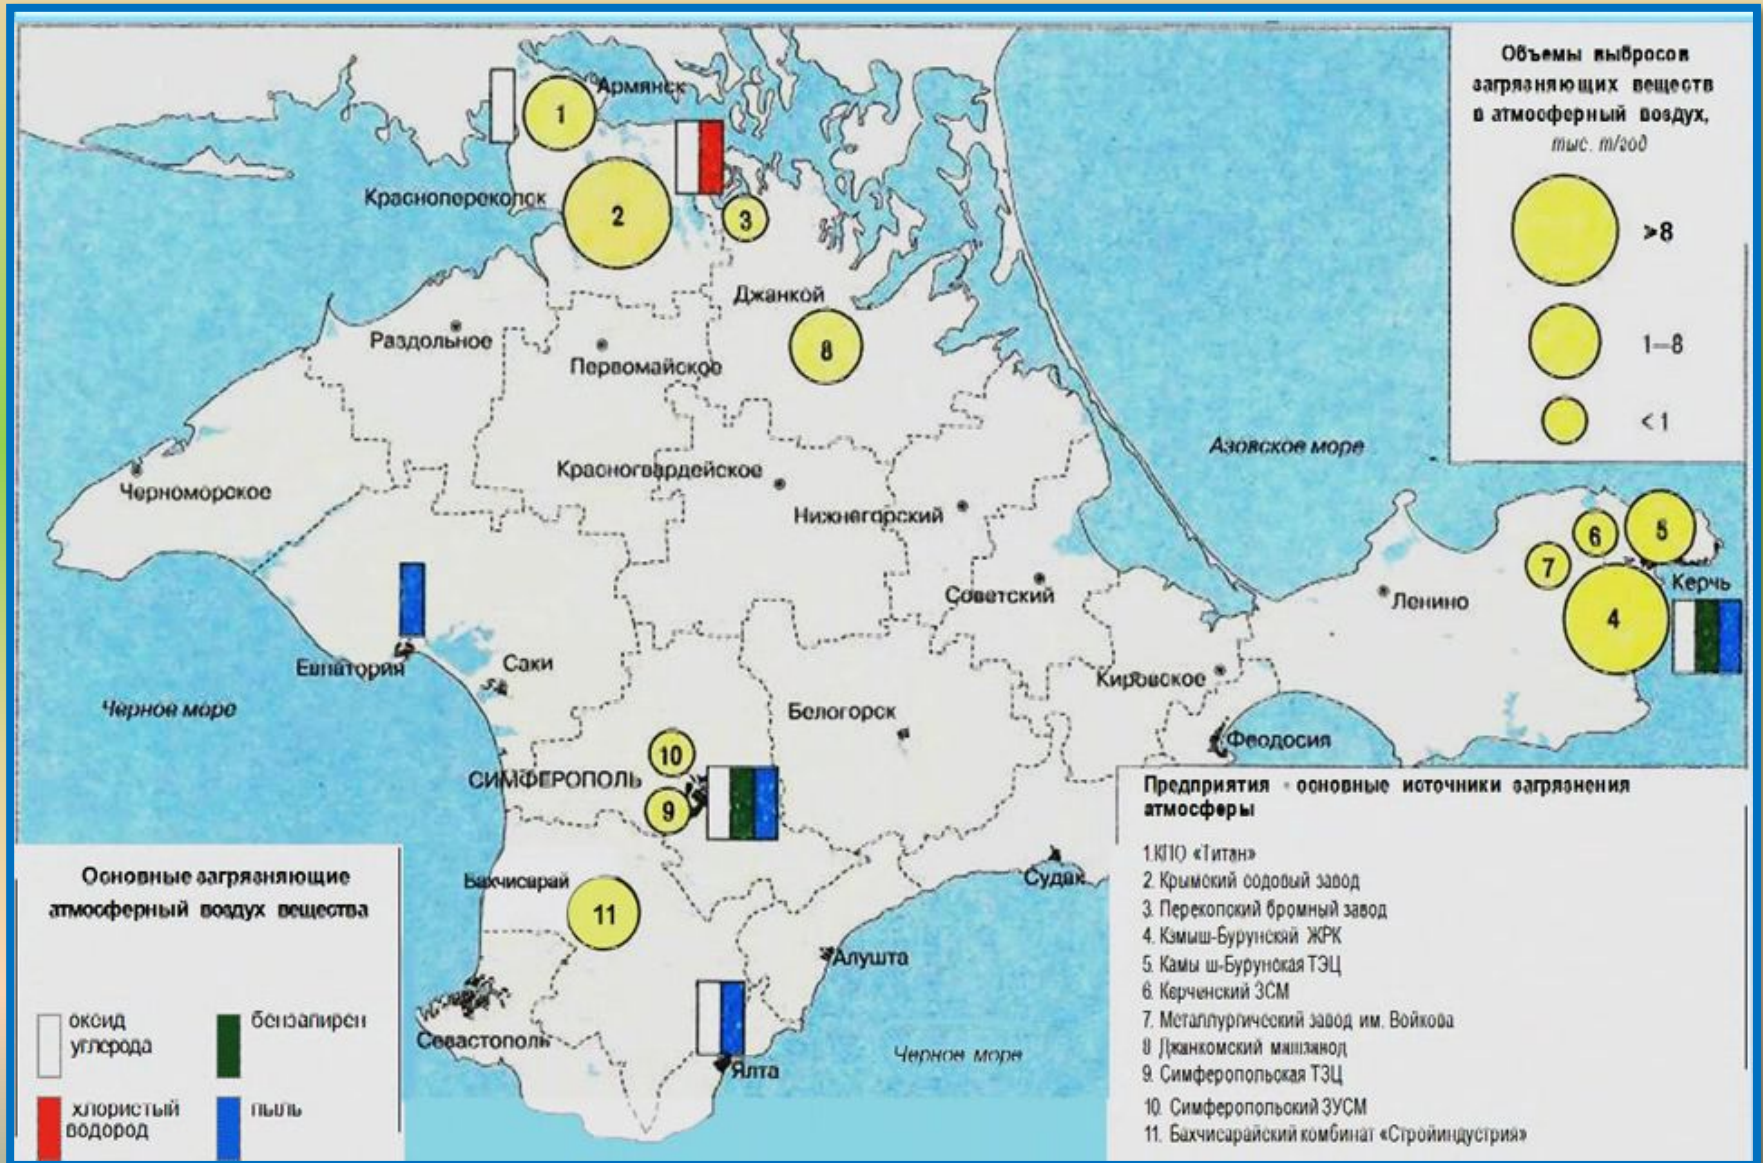 Объемы выбросов
загрязняющих веществ
в атмосферный воздух,
тыс. т/год
>8
1—8
<1
Армянск
1
Красноперекопск
2
3
Джанкой
8
Раздольное
Первомайское
Азовское море
Красногвардейское
Черноморское
Нижнегорский
5
6
7
Керчь
Советский
Ленино
4
Евпатория
Саки
Кировское
Черное море
Белогорск
Феодосия
10
СИМФЕРОПОЛЬ
9
Бахчисарай
11
Судак
Алушта
Севастополь
Черное море
Ялта
Основные загрязняющие
атмосферный воздух вещества
оксид
углерода
бензапирен
хлористый
водород
пыль
Предприятия - основные источники загрязнения
атмосферы
1.КПО «Титан»
2. Крымский содовый завод
3. Перекопский бромный завод
4. Кэмыш-Бурунский ЖРК
5. Камы ш-Бурунская ТЭЦ
6. Керченский ЗСМ
7. Металлургический завод им. Войкова
8 Джанкомский машзавод
9. Симферопольская ТЭЦ
10. Симферопольский ЗУСМ
11. Бахчисарайский комбинат «Стройиндустрия»